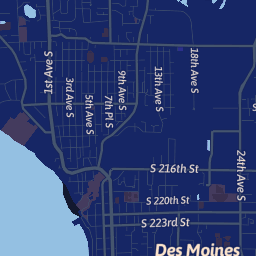 1st Ave S
3rd Ave S
5th Ave S
7th Pl S
9th Ave S
13th Ave S
18th Ave S
24th Ave S
S 216th St
S 220th St
S 223rd St
Des Moines